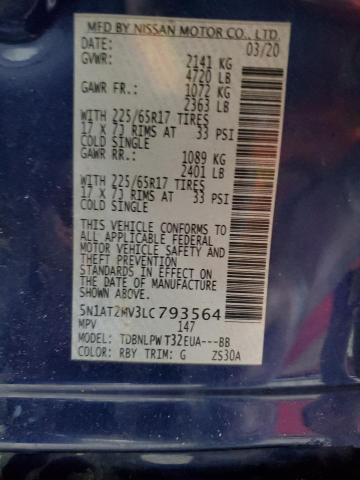 MFD BY NISSAN MOTOR CO., LTD.
DATE: 03/20
GVWR: 2141 KG
4720 LB
GAWR FR.: 1072 KG
2363 LB
WITH 225/65R17 TIRES
17 X 7J RIMS AT 33 PSI
COLD SINGLE
GAWR RR.: 1089 KG
2401 LB
WITH 225/65R17 TIRES
17 X 7J RIMS AT 33 PSI
COLD SINGLE
THIS VEHICLE CONFORMS TO
ALL APPLICABLE FEDERAL
MOTOR VEHICLE SAFETY AND
THEFT PREVENTION
STANDARDS IN EFFECT ON
THE DATE OF MANUFACTURE
SHOWN ABOVE.
5N1AT2MV3LC793564
MPV 147
MODEL: TDBNLPW T32EUA---BB
COLOR: RBY TRIM: G ZS30A